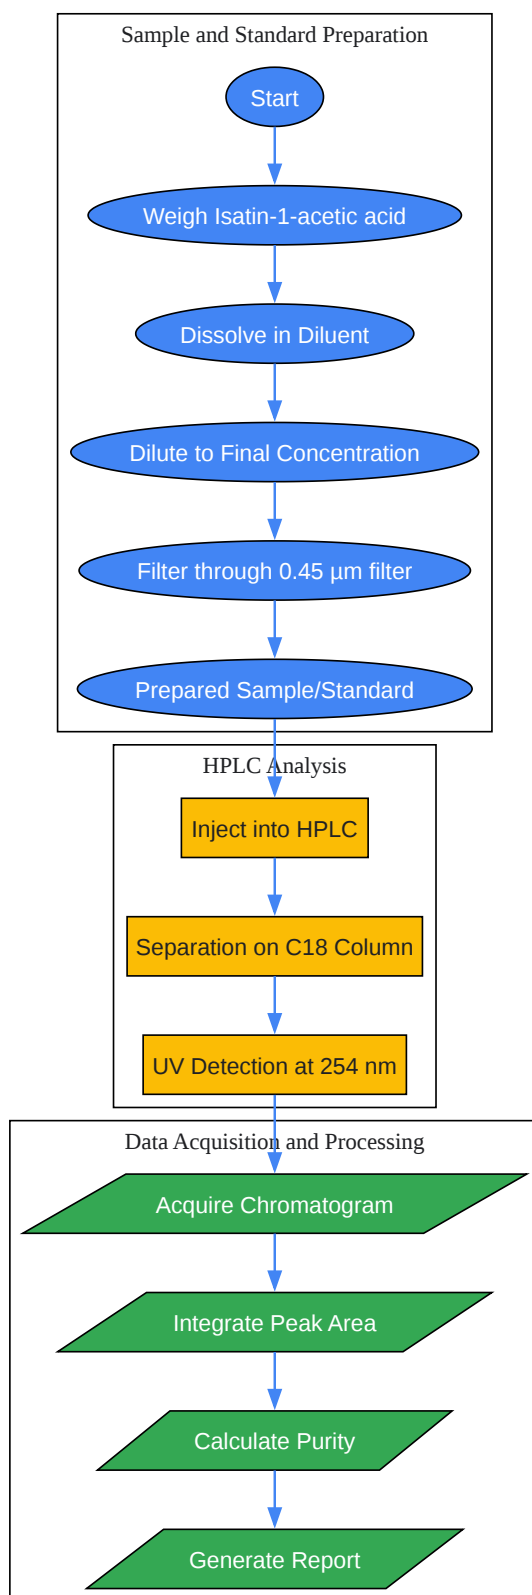 Sample and Standard Preparation
Start
Weigh Isatin-1-acetic acid
Dissolve in Diluent
Dilute to Final Concentration
Filter through 0.45 µm filter
Prepared Sample/Standard
HPLC Analysis
Inject into HPLC
Separation on C18 Column
UV Detection at 254 nm
Data Acquisition and Processing
Acquire Chromatogram
Integrate Peak Area
Calculate Purity
Generate Report